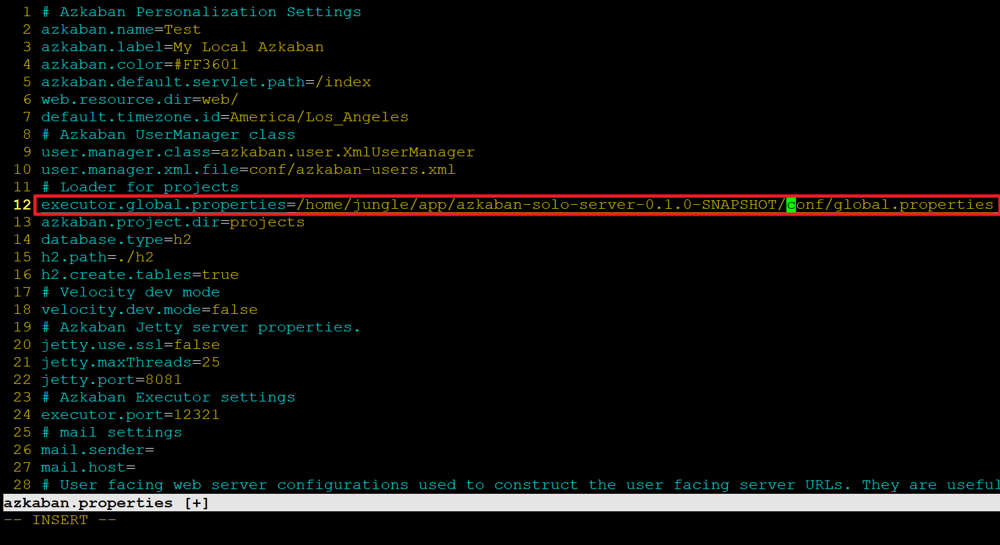 1 # Azkaban Personalization Settings
2 azkaban.name=Test
3 azkaban.label=My Local Azkaban
4 azkaban.color=#FF3601
5 azkaban.default.servlet.path=/index
6 web.resource.dir=web/
7 default.timezone.id=America/Los_Angeles
8 # Azkaban UserManager class
9 user.manager.class=azkaban.user.XmlUserManager
10 user.manager.xml.file=conf/azkaban-users.xml
11 # Loader for projects
12 executor.global.properties=/home/jungle/app/azkaban-solo-server-0.1.0-SNAPSHOT/conf/global.properties
13 azkaban.project.dir=projects
14 database.type=h2
15 h2.path=./h2
16 h2.create.tables=true
17 # Velocity dev mode
18 velocity.dev.mode=false
19 # Azkaban Jetty server properties.
20 jetty.use.ssl=false
21 jetty.maxThreads=25
22 jetty.port=8081
23 # Azkaban Executor settings
24 executor.port=12321
25 # mail settings
26 mail.sender=
27 mail.host=
28 # User facing web server configurations used to construct the user facing server URLs. They are useful
azkaban.properties [+]
-- INSERT --